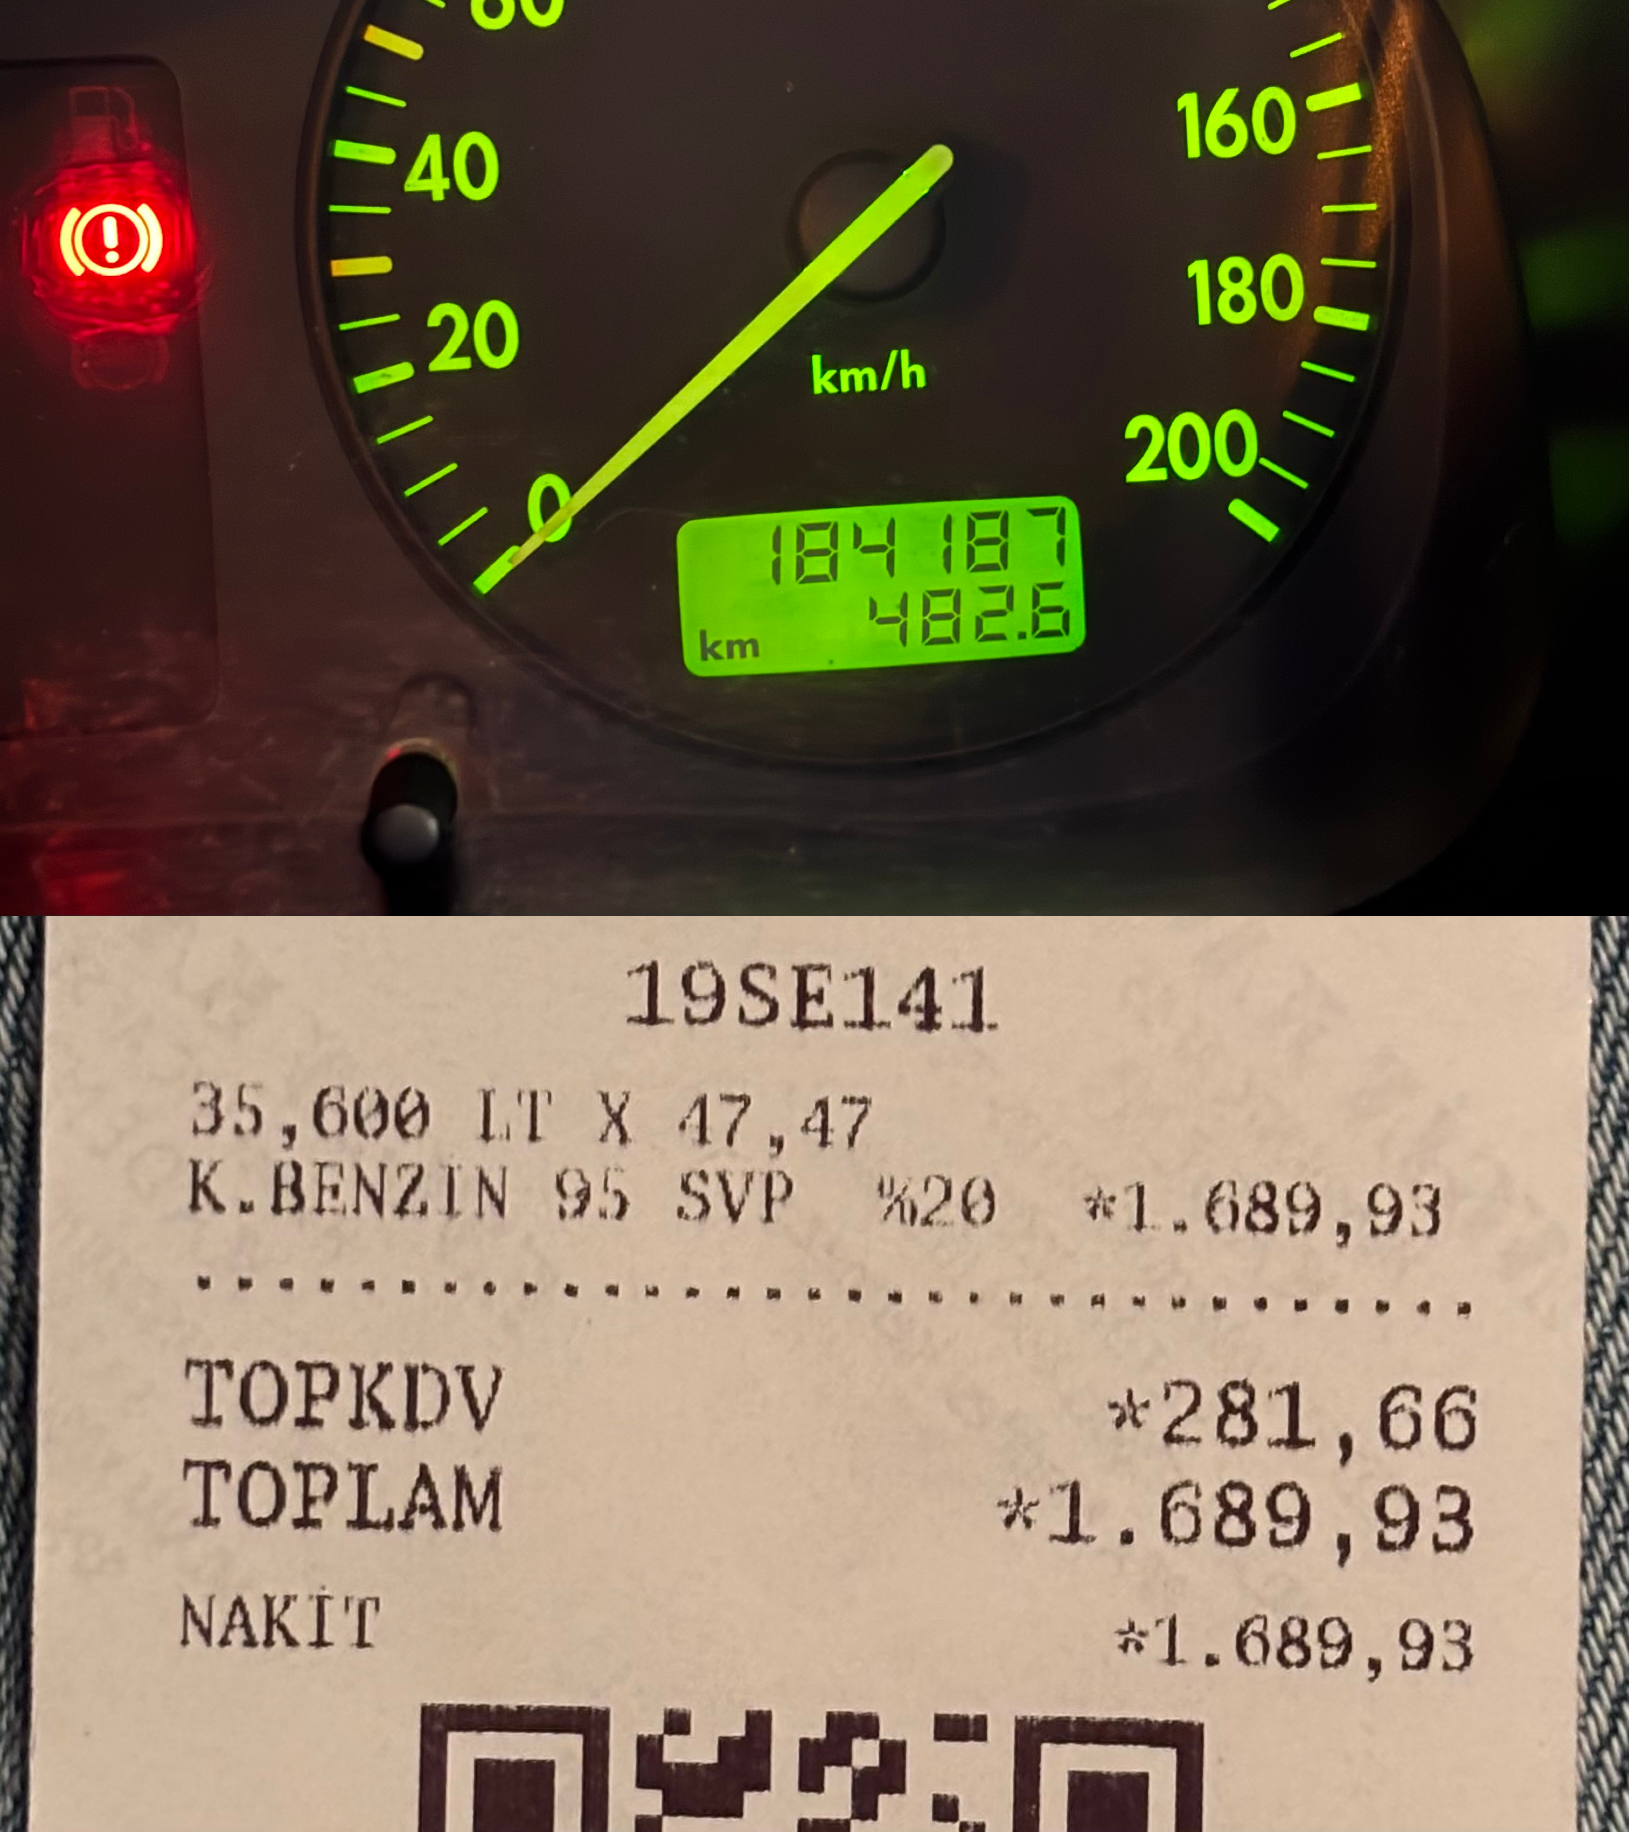 60
40
160
20
180
km/h
0
200
184187
482.6
km
19SE141
35,600 LT X 47,47
K.BENZIN 95 SVP %20 *1.689,93
................................
TOPKDV *281,66
TOPLAM *1.689,93
NAKİT *1.689,93